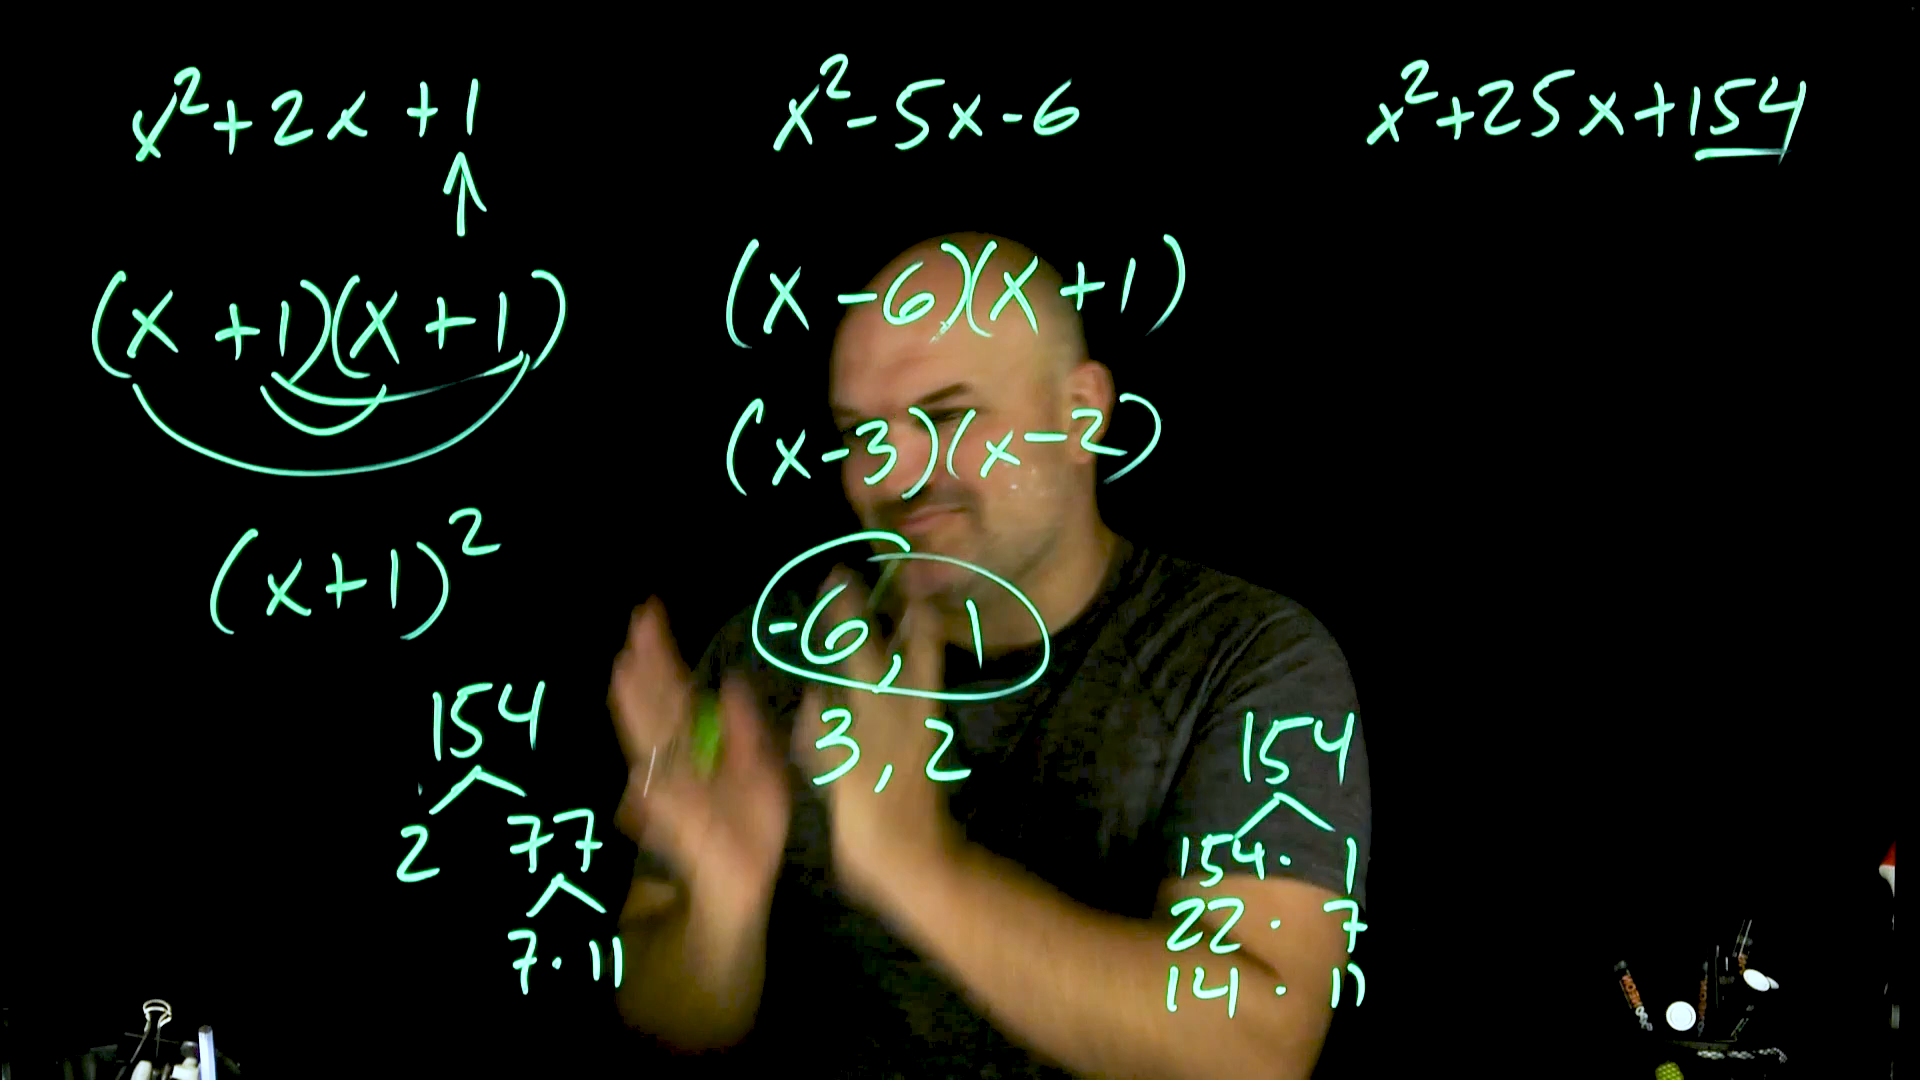 x²+2x+1
(x+1)(x+1)
(x+1)²
154
2 77
7·11
x²-5x-6
(x-6)(x+1)
(x-3)(x-2)
-6, 1
3, 2
x²+25x+154
154
154· 1
22· 7
14· 11